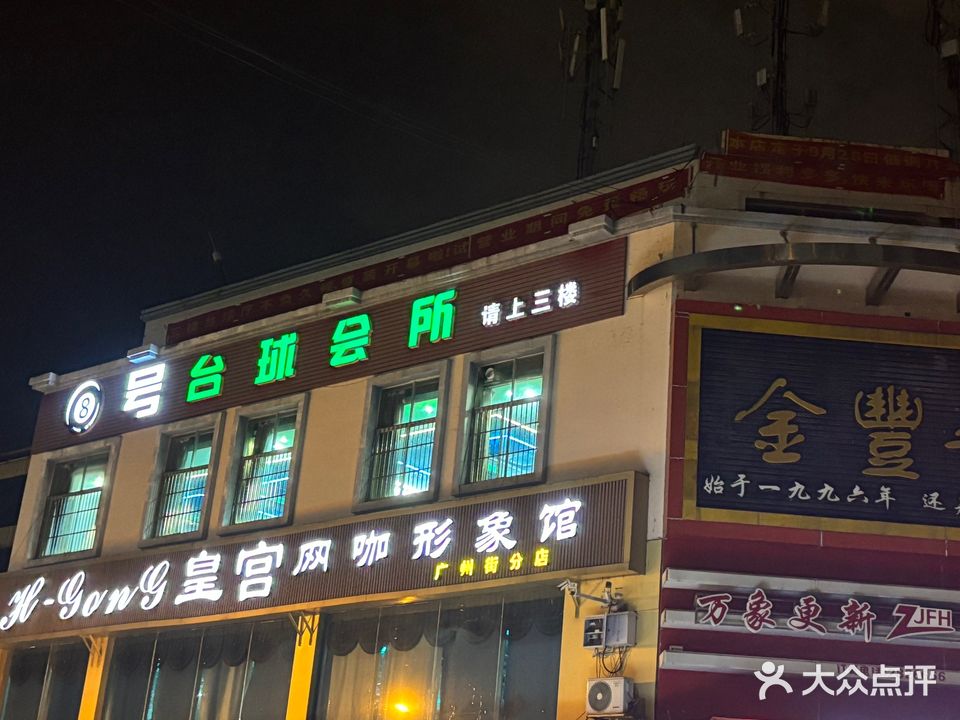 8号台球会所 请上三楼
H-GonG皇宫网咖形象馆
广州街分店
金豐
始于一九九六年 还
万象更新 ZJFH
大众点评